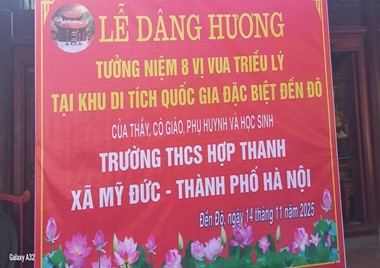 LỄ DÂNG HƯƠNG
TƯỞNG NIỆM 8 VỊ VUA TRIỀU LÝ
TẠI KHU DI TÍCH QUỐC GIA ĐẶC BIỆT ĐỀN ĐÔ
CỦA THẦY, CÔ GIÁO, PHỤ HUYNH VÀ HỌC SINH
TRƯỜNG THCS HỢP THANH
XÃ MỸ ĐỨC - THÀNH PHỐ HÀ NỘI
Đền Đô, ngày 14 tháng 11 năm 2025
Galaxy A32